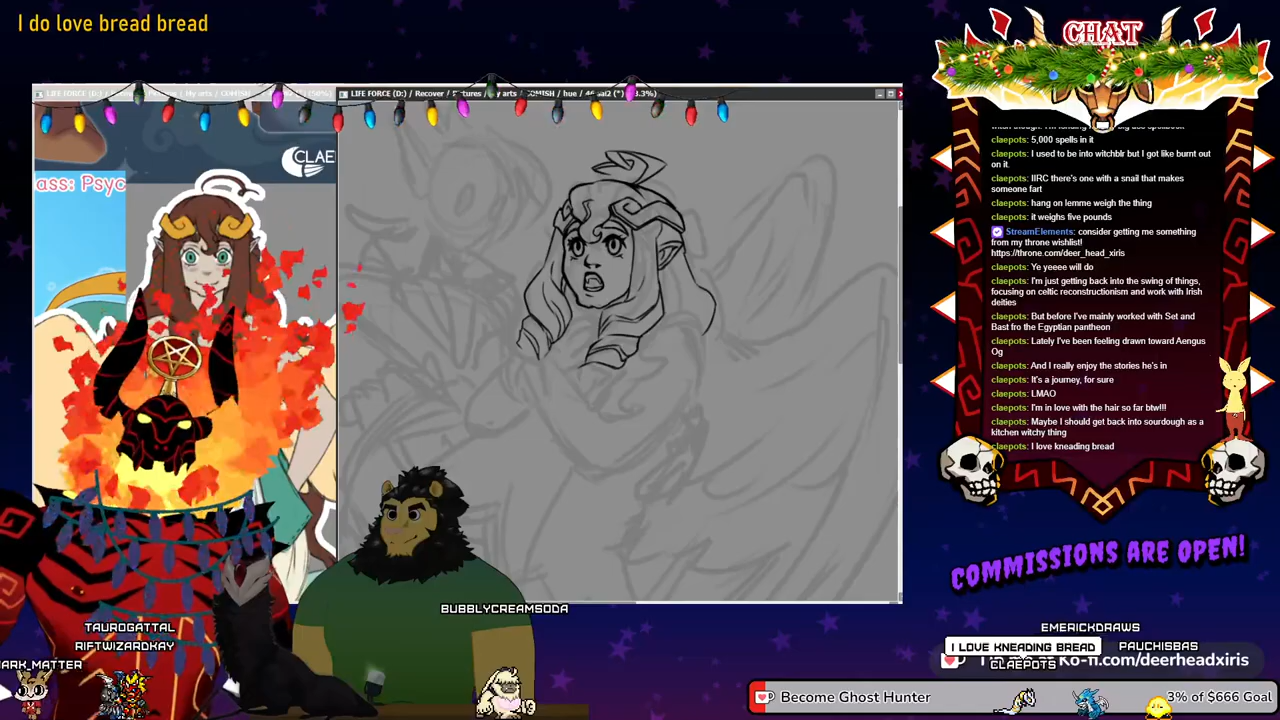 I do love bread bread
CHAT
5,000 spells in it
claepots: I used to be into witchblr but I got like burnt out
on it.
claepots: IIRC there's one with a snail that makes
someone fart
claepots: hang on lemme weigh the thing
claepots: it weighs five pounds
StreamElements: consider getting me something
from my throne wishlist!
https://throne.com/deer_head_xiris
claepots: Ye yeeee will do
claepots: I'm just getting back into the swing of things,
focusing on celtic reconstructionism and work with Irish
deities
claepots: But before I've mainly worked with Set and
Bast fro the Egyptian pantheon
claepots: Lately I've been feeling drawn toward Aengus
Og
claepots: And I really enjoy the stories he's in
claepots: It's a journey, for sure
claepots: LMAO
claepots: I'm in love with the hair so far btw!!!
claepots: Maybe I should get back into sourdough as a
kitchen witchy thing
claepots: I love kneading bread
LIFE FORCE (D:)
LIFE FORCE (D:) / Recover
CLAE
ass: Psyc
COMMISSIONS ARE OPEN!
BUBBLYCREAMSODA
TAUROGATTAL
RIFTWIZARDKAY
ARK_MATTER
EMERICKDRAWS
PAUCHISBAS
I LOVE KNEADING BREAD
CLAEPOTS
Ko-fi.com/deerheadxiris
Become Ghost Hunter
3% of $666 Goal